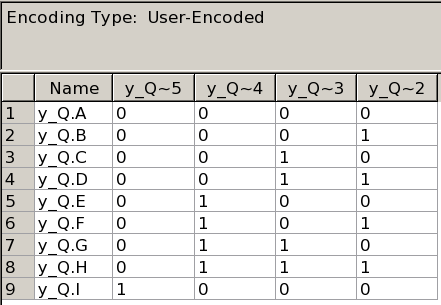 Encoding Type: User-Encoded
Name y_Q~5 y_Q~4 y_Q~3 y_Q~2
1 y_Q.A 0 0 0 0
2 y_Q.B 0 0 0 1
3 y_Q.C 0 0 1 0
4 y_Q.D 0 0 1 1
5 y_Q.E 0 1 0 0
6 y_Q.F 0 1 0 1
7 y_Q.G 0 1 1 0
8 y_Q.H 0 1 1 1
9 y_Q.I 1 0 0 0